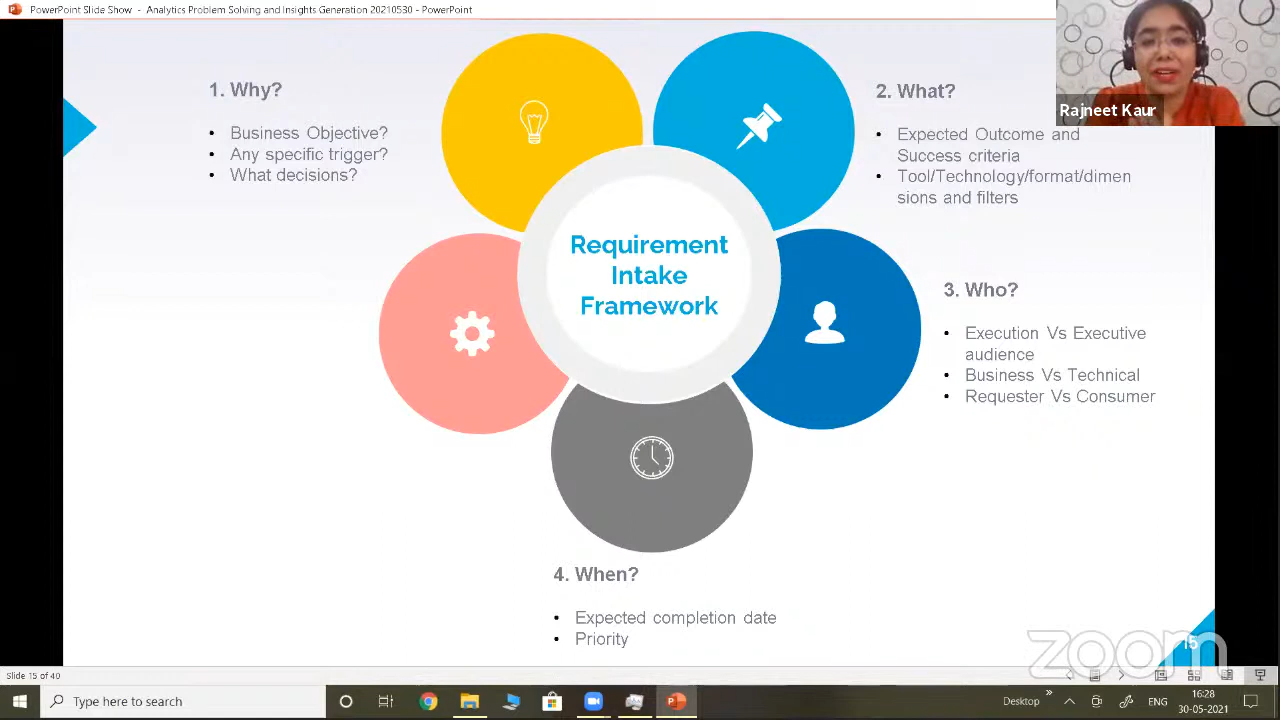 PowerPoint Slide Show - Analytics Problem Solving and Insights Generation 20210530 - PowerPoint
1. Why?
• Business Objective?
• Any specific trigger?
• What decisions?
2. What?
• Expected Outcome and
Success criteria
• Tool/Technology/format/dimen
sions and filters
Rajneet Kaur
Requirement
Intake
Framework
3. Who?
• Execution Vs Executive
audience
• Business Vs Technical
• Requester Vs Consumer
4. When?
• Expected completion date
• Priority
zoom
15
Slide 15 of 40
Type here to search
Desktop
ENG
16:28
30-05-2021